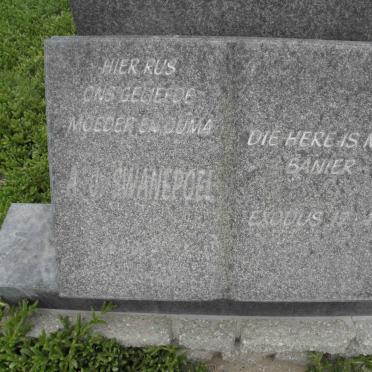 HIER RUS
ONS GELIEFDE
MOEDER EN OUMA
A J SWANEPOEL
DIE HERE IS
BANIER
EXODUS 17